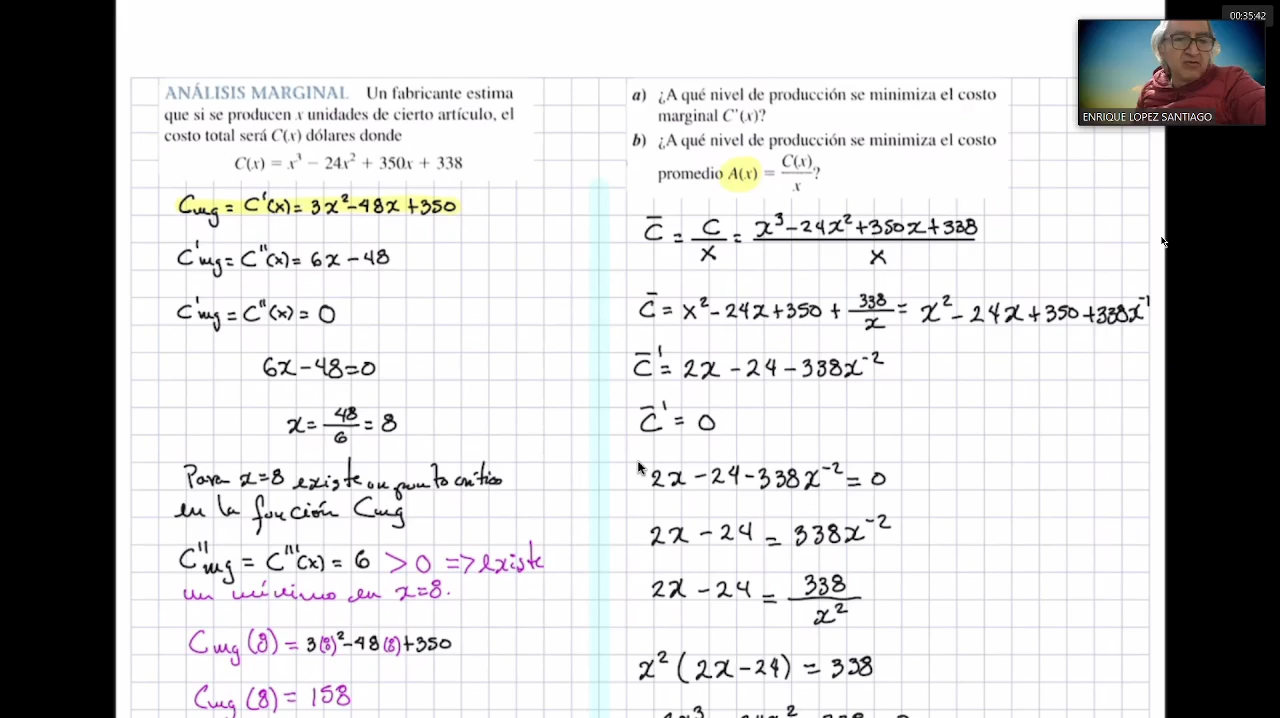 00:35:42
ENRIQUE LOPEZ SANTIAGO
ANÁLISIS MARGINAL Un fabricante estima
que si se producen x unidades de cierto artículo, el
costo total será C(x) dólares donde
C(x) = x³ − 24x² + 350x + 338
Cmg = C'(x) = 3x²-48x+350
C'mg = C''(x) = 6x-48
C'mg = C''(x) = 0
6x-48=0
x = 48/6 = 8
Para x=8 existe un punto crítico
en la función Cmg
C''mg = C'''(x) = 6 >0 => existe
un mínimo en x=8.
Cmg(8) = 3(8)²-48(8)+350
Cmg(8) = 158
a) ¿A qué nivel de producción se minimiza el costo
marginal C'(x)?
b) ¿A qué nivel de producción se minimiza el costo
promedio A(x) = C(x)/x?
C̄ = C/x = x³-24x²+350x+338/x
C̄ = x²-24x+350+338/x = x²-24x+350+338x⁻¹
C̄' = 2x-24-338x⁻²
C̄' = 0
2x-24-338x⁻² = 0
2x-24 = 338x⁻²
2x-24 = 338/x²
x²(2x-24) = 338